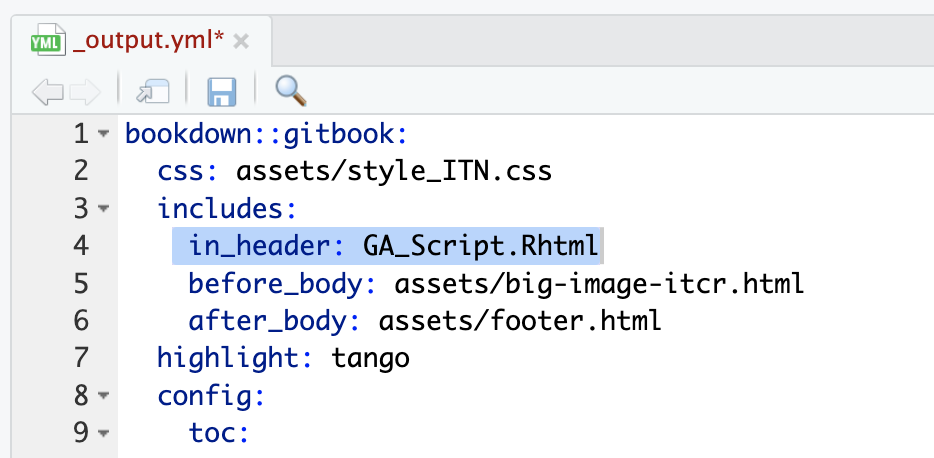 YML _output.yml*
1 bookdown::gitbook:
2 css: assets/style_ITN.css
3 includes:
4 in_header: GA_Script.Rhtml
5 before_body: assets/big-image-itcr.html
6 after_body: assets/footer.html
7 highlight: tango
8 config:
9 toc: